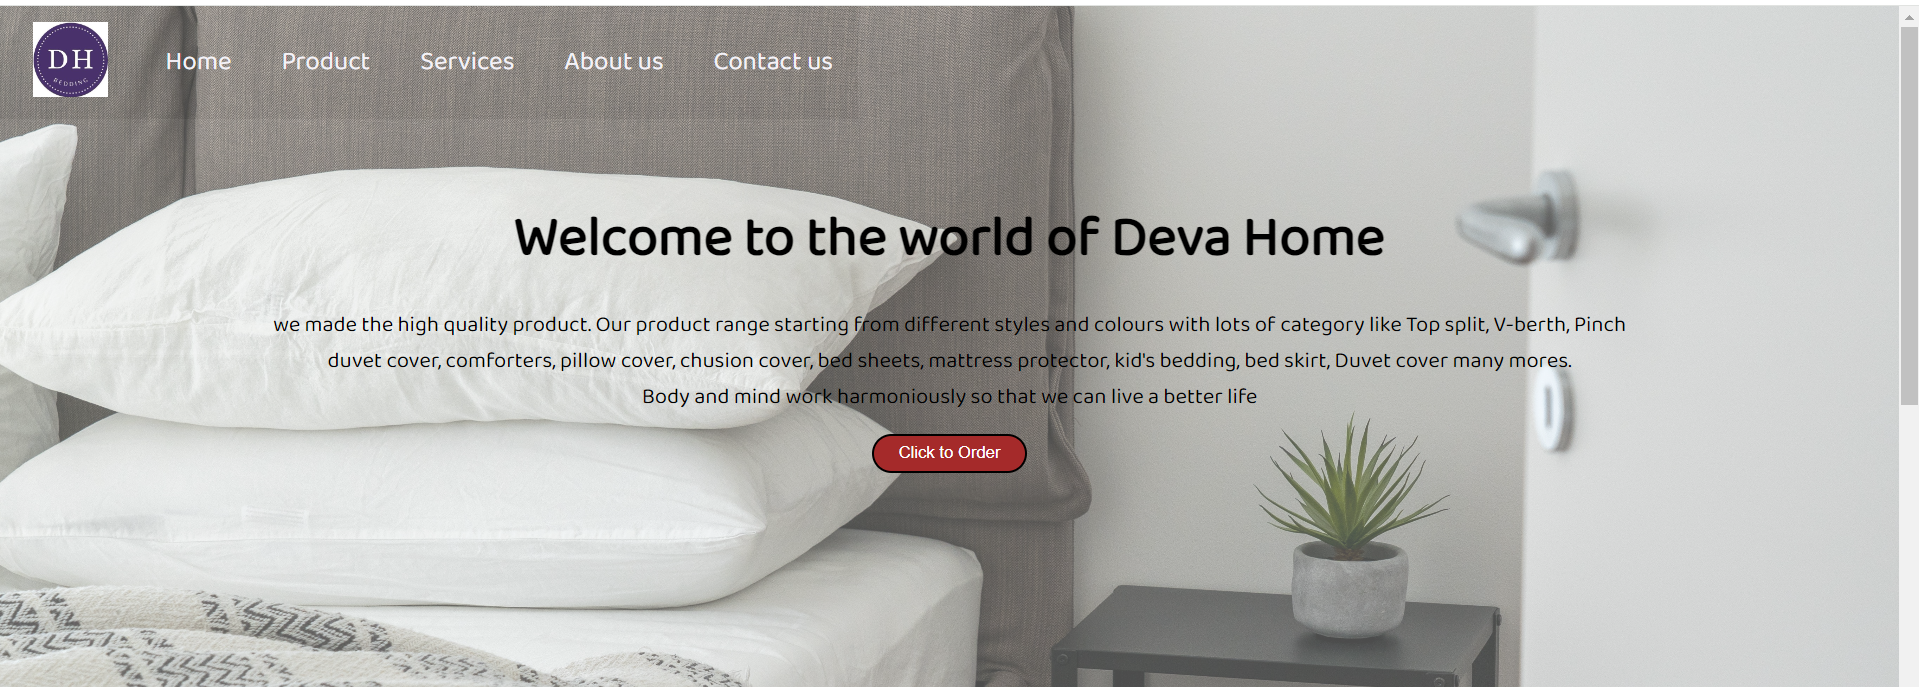 DH
BEDDING
Home Product Services About us Contact us
Welcome to the world of Deva Home
we made the high quality product. Our product range starting from different styles and colours with lots of category like Top split, V-berth, Pinch
duvet cover, comforters, pillow cover, chusion cover, bed sheets, mattress protector, kid's bedding, bed skirt, Duvet cover many mores.
Body and mind work harmoniously so that we can live a better life
Click to Order